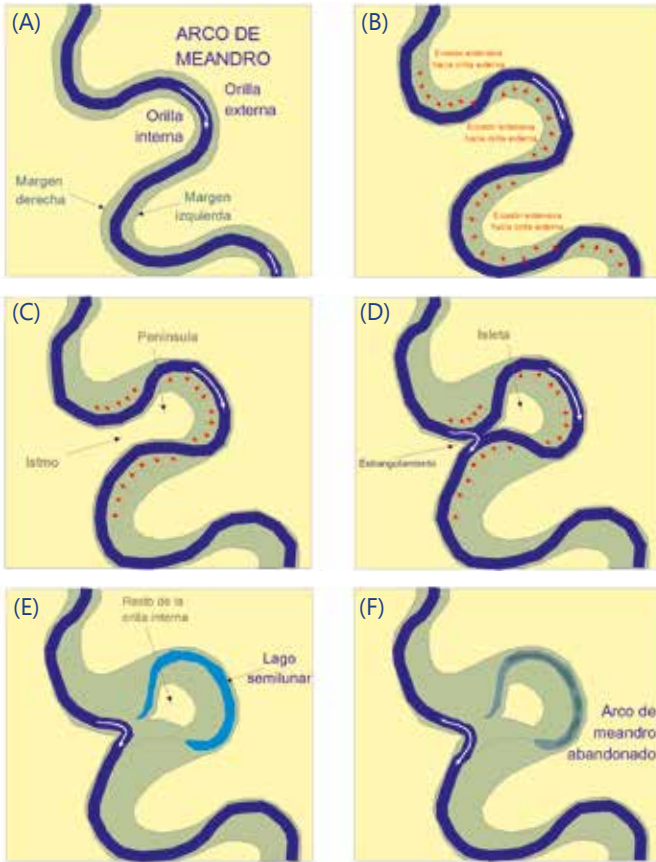 (A)
ARCO DE
MEANDRO
Orilla
externa
Orilla
interna
Margen
derecha
Margen
izquierda
(B)
Erosión extensiva
hacia orilla externa
Erosión extensiva
hacia orilla externa
Erosión extensiva
hacia orilla externa
(C)
Península
Istmo
(D)
Isleta
Estrangulamiento
(E)
Resto de la
orilla interna
Lago
semilunar
(F)
Arco de
meandro
abandonado